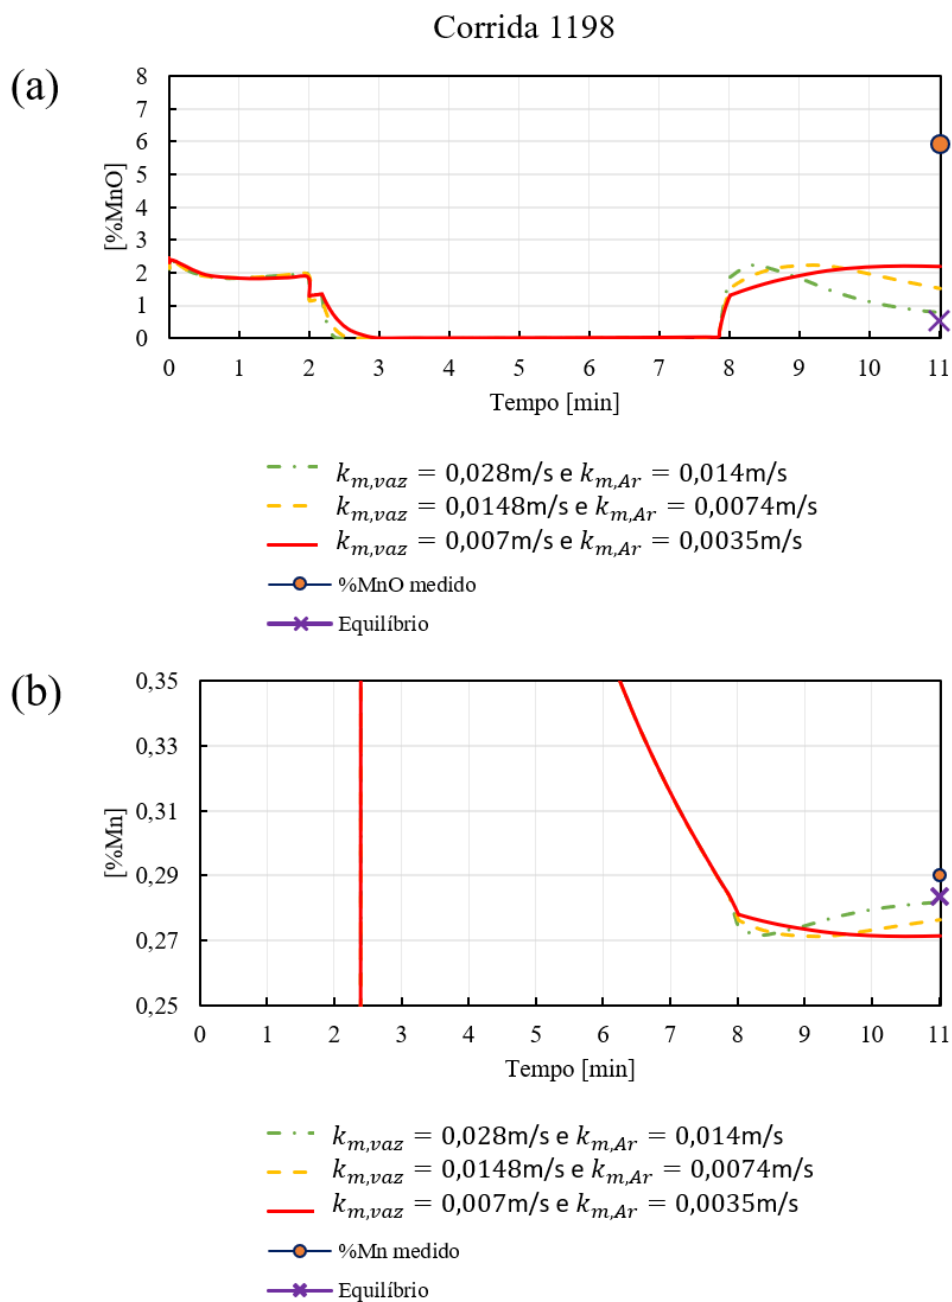 Corrida 1198
(a)
[%MnO]
8
7
6
5
4
3
2
1
0
0 1 2 3 4 5 6 7 8 9 10 11
Tempo [min]
k_{m,vaz} = 0,028m/s e k_{m,Ar} = 0,014m/s
k_{m,vaz} = 0,0148m/s e k_{m,Ar} = 0,0074m/s
k_{m,vaz} = 0,007m/s e k_{m,Ar} = 0,0035m/s
%MnO medido
Equilíbrio
(b)
[%Mn]
0,35
0,33
0,31
0,29
0,27
0,25
0 1 2 3 4 5 6 7 8 9 10 11
Tempo [min]
k_{m,vaz} = 0,028m/s e k_{m,Ar} = 0,014m/s
k_{m,vaz} = 0,0148m/s e k_{m,Ar} = 0,0074m/s
k_{m,vaz} = 0,007m/s e k_{m,Ar} = 0,0035m/s
%Mn medido
Equilíbrio